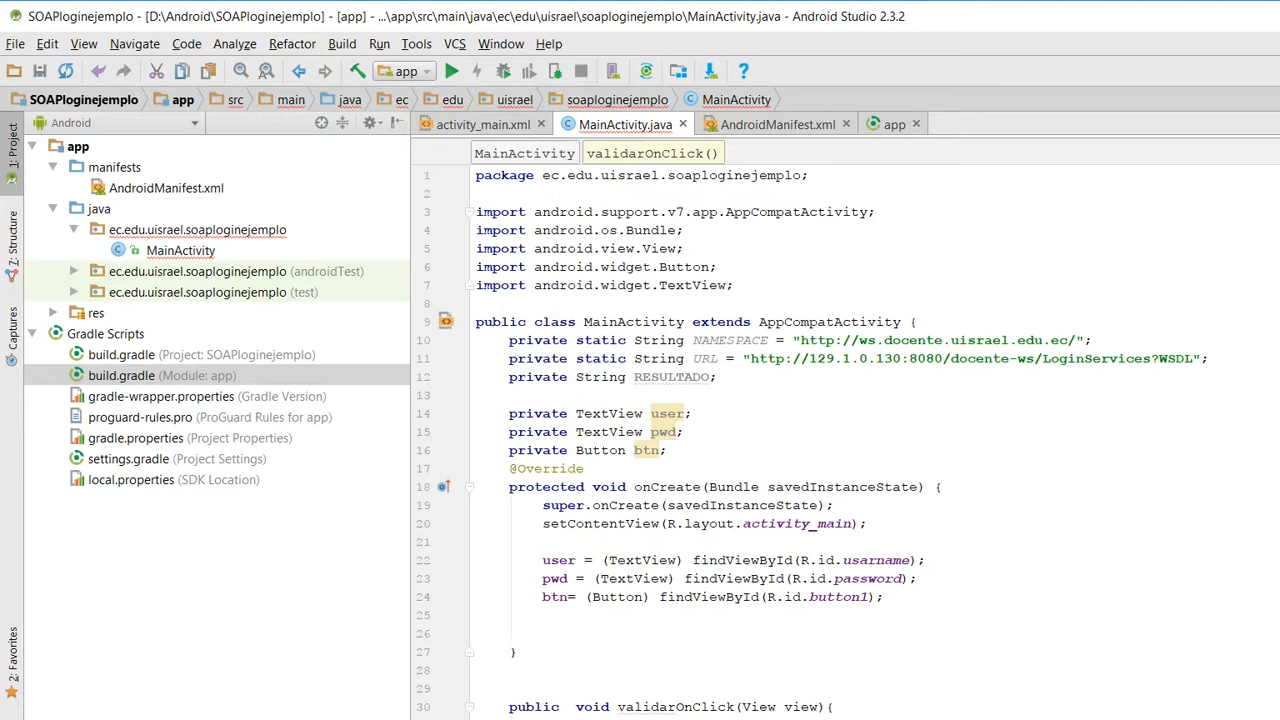 SOAPloginejemplo - [D:\Android\SOAPloginejemplo] - [app] - ...\app\src\main\java\ec\edu\uisrael\soaploginejemplo\MainActivity.java - Android Studio 2.3.2
File Edit View Navigate Code Analyze Refactor Build Run Tools VCS Window Help
app
SOAPloginejemplo app src main java ec edu uisrael soaploginejemplo MainActivity
Android
activity_main.xml MainActivity.java AndroidManifest.xml app
1: Project
7: Structure
Captures
2: Favorites
app
manifests
AndroidManifest.xml
java
ec.edu.uisrael.soaploginejemplo
MainActivity
ec.edu.uisrael.soaploginejemplo (androidTest)
ec.edu.uisrael.soaploginejemplo (test)
res
Gradle Scripts
build.gradle (Project: SOAPloginejemplo)
build.gradle (Module: app)
gradle-wrapper.properties (Gradle Version)
proguard-rules.pro (ProGuard Rules for app)
gradle.properties (Project Properties)
settings.gradle (Project Settings)
local.properties (SDK Location)
MainActivity validarOnClick()
1 package ec.edu.uisrael.soaploginejemplo;
2
3 import android.support.v7.app.AppCompatActivity;
4 import android.os.Bundle;
5 import android.view.View;
6 import android.widget.Button;
7 import android.widget.TextView;
8
9 public class MainActivity extends AppCompatActivity {
10 private static String NAMESPACE = "http://ws.docente.uisrael.edu.ec/";
11 private static String URL = "http://129.1.0.130:8080/docente-ws/LoginServices?WSDL";
12 private String RESULTADO;
13
14 private TextView user;
15 private TextView pwd;
16 private Button btn;
17 @Override
18 protected void onCreate(Bundle savedInstanceState) {
19 super.onCreate(savedInstanceState);
20 setContentView(R.layout.activity_main);
21
22 user = (TextView) findViewById(R.id.usarname);
23 pwd = (TextView) findViewById(R.id.password);
24 btn= (Button) findViewById(R.id.button1);
25
26
27 }
28
29
30 public void validarOnClick(View view){